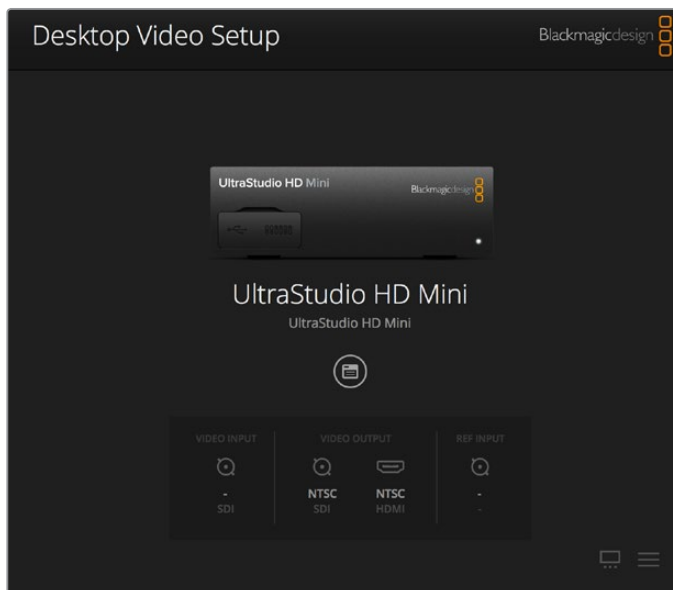 Desktop Video Setup
Blackmagicdesign
UltraStudio HD Mini
Blackmagicdesign
UltraStudio HD Mini
UltraStudio HD Mini
VIDEO INPUT VIDEO OUTPUT REF INPUT
- NTSC NTSC -
SDI SDI HDMI -